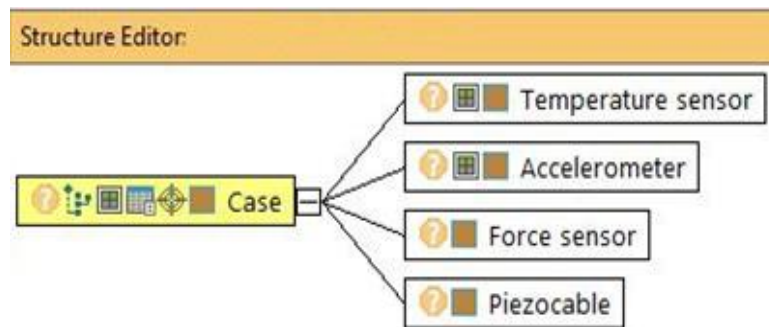 Structure Editor:
Temperature sensor
Accelerometer
Case
Force sensor
Piezocable